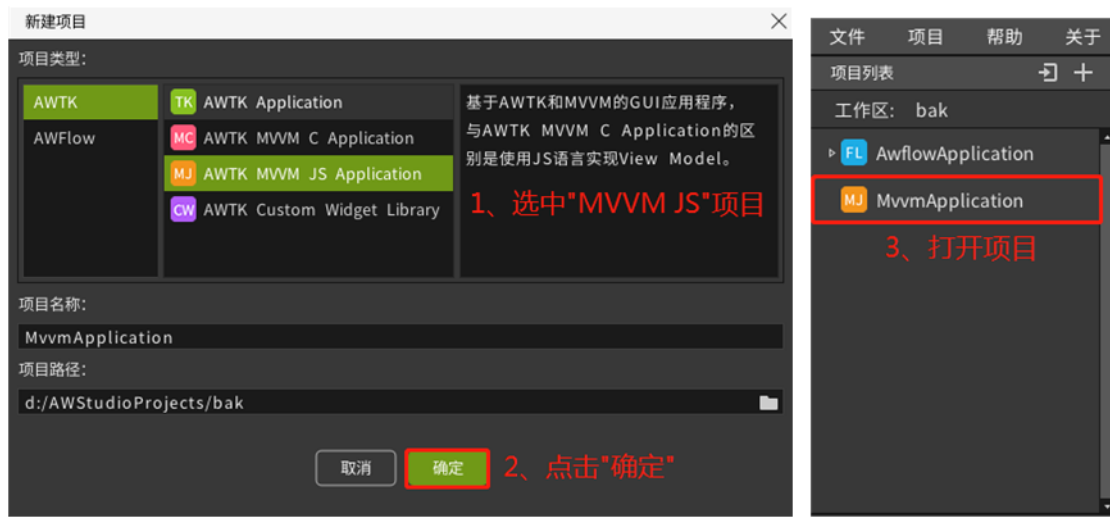 新建项目
项目类型:
AWTK
AWFlow
TK AWTK Application
MC AWTK MVVM C Application
MJ AWTK MVVM JS Application
CW AWTK Custom Widget Library
基于AWTK和MVVM的GUI应用程序，
与AWTK MVVM C Application的区
别是使用JS语言实现View Model。
1、选中"MVVM JS"项目
项目名称:
MvvmApplication
项目路径:
d:/AWStudioProjects/bak
取消
确定
2、点击"确定"
文件 项目 帮助 关于
项目列表
工作区: bak
FL AwflowApplication
MJ MvvmApplication
3、打开项目